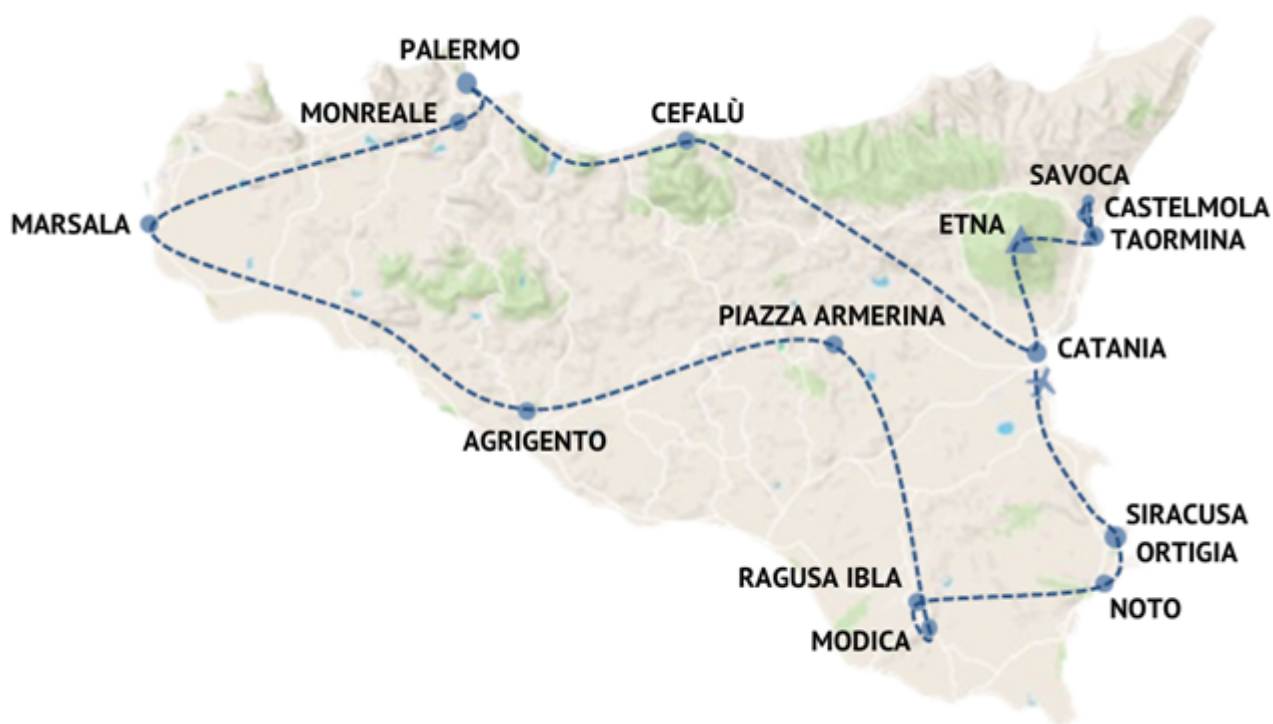 PALERMO
MONREALE
CEFALÙ
SAVOCA
CASTELMOLA
MARSALA
ETNA
TAORMINA
PIAZZA ARMERINA
CATANIA
AGRIGENTO
SIRACUSA
ORTIGIA
RAGUSA IBLA
NOTO
MODICA